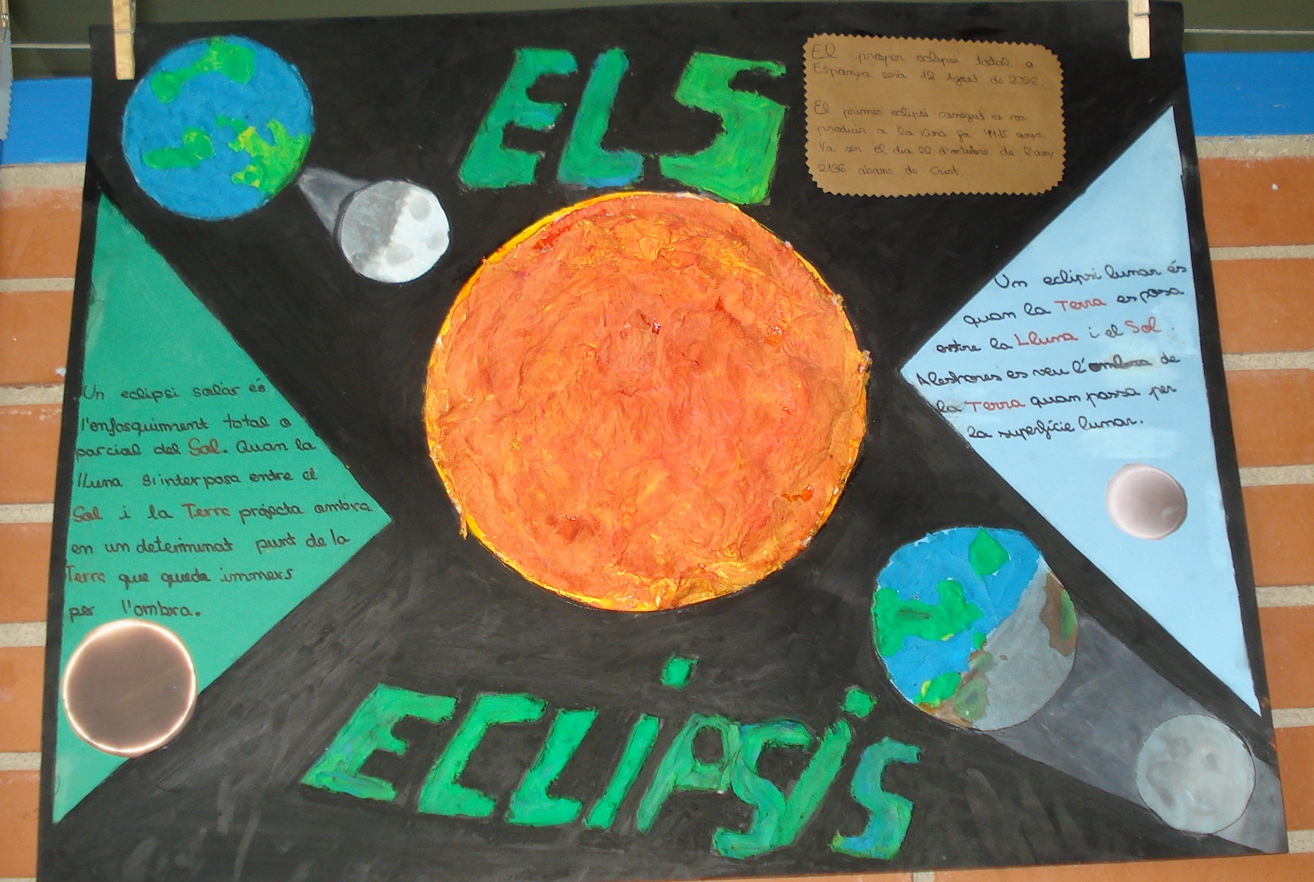 ELS
El proper eclipsi total a
Espanya serà 12 Agost de 2026.
El primer eclipsi conegut es va
produir a la xina fa 4145 anys.
Va ser el dia 22 d'octubre de l'any
2136 abans de Crist.
Un eclipsi solar és
l'enfosquiment total o
parcial del Sol. Quan la
lluna s'interposa entre el
Sol i la Terra projecta ombra
en un determinat punt de la
Terra que queda immers
per l'ombra.
Un eclipsi lunar és
quan la Terra es posa
entre la Lluna i el Sol.
Aleshores es veu l'ombra de
la Terra quan passa per
la superfície lunar.
ECLIPSIS